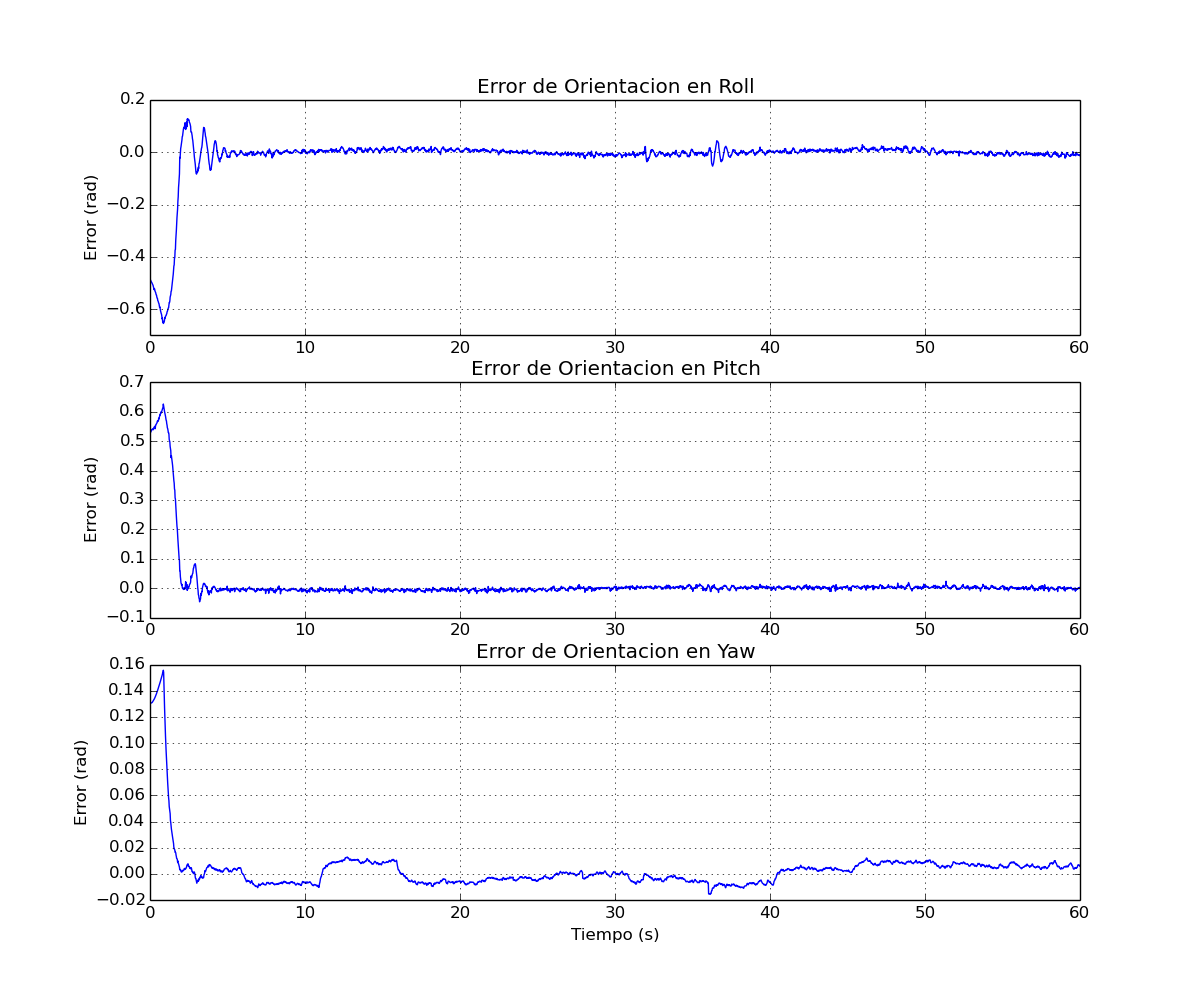 Error de Orientacion en Roll
0.2
0.0
−0.2
−0.4
−0.6
Error (rad)
0 10 20 30 40 50 60
Error de Orientacion en Pitch
0.7
0.6
0.5
0.4
0.3
0.2
0.1
0.0
−0.1
Error (rad)
0 10 20 30 40 50 60
Error de Orientacion en Yaw
0.16
0.14
0.12
0.10
0.08
0.06
0.04
0.02
0.00
−0.02
Error (rad)
0 10 20 30 40 50 60
Tiempo (s)